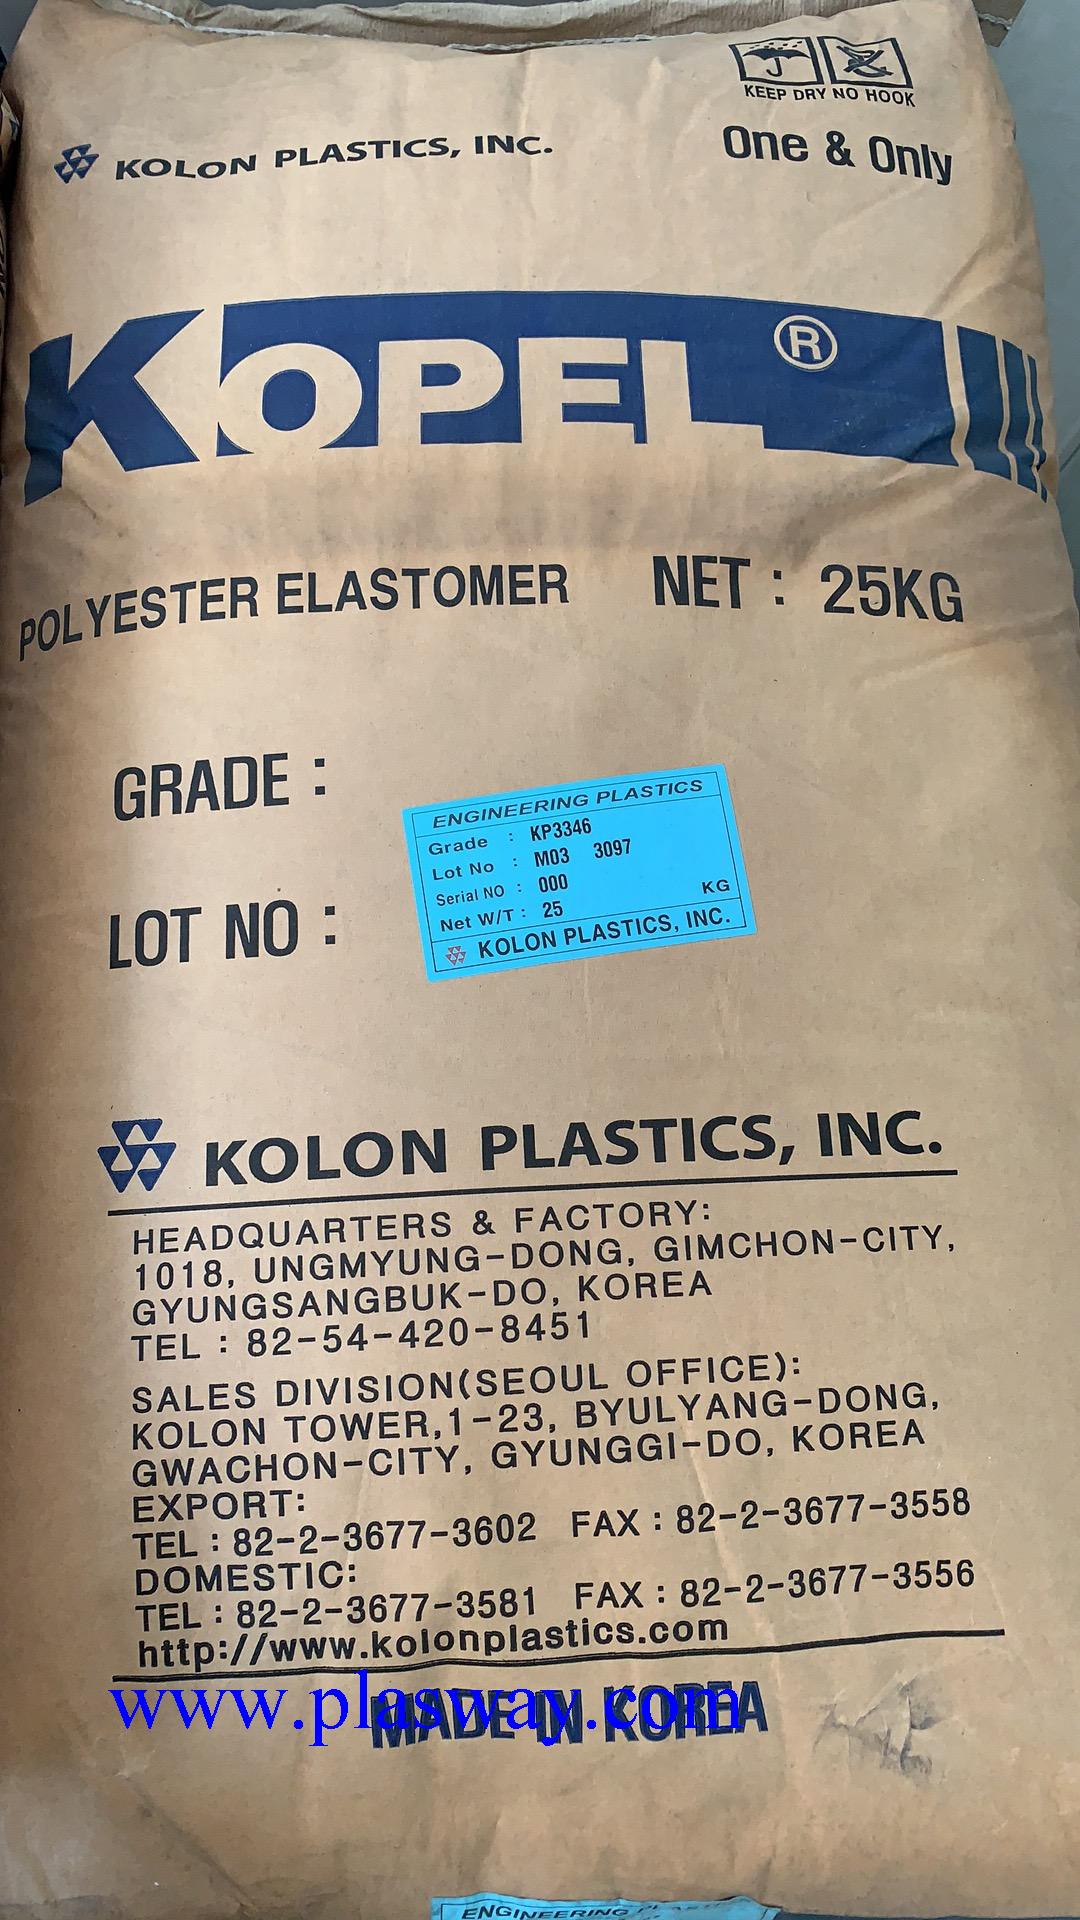 KEEP DRY NO HOOK
KOLON PLASTICS, INC.
One & Only
KOPEL®
POLYESTER ELASTOMER NET : 25KG
GRADE :
LOT NO :
ENGINEERING PLASTICS
Grade : KP3346
Lot No : M03 3097
Serial NO : 000
Net W/T : 25 KG
KOLON PLASTICS, INC.
KOLON PLASTICS, INC.
HEADQUARTERS & FACTORY:
1018, UNGMYUNG-DONG, GIMCHON-CITY,
GYUNGSANGBUK-DO, KOREA
TEL : 82-54-420-8451
SALES DIVISION(SEOUL OFFICE):
KOLON TOWER,1-23, BYULYANG-DONG,
GWACHON-CITY, GYUNGGI-DO, KOREA
EXPORT:
TEL : 82-2-3677-3602 FAX : 82-2-3677-3558
DOMESTIC:
TEL : 82-2-3677-3581 FAX : 82-2-3677-3556
http://www.kolonplastics.com
MADE IN KOREA
www.plasway.com
ENGINEERING